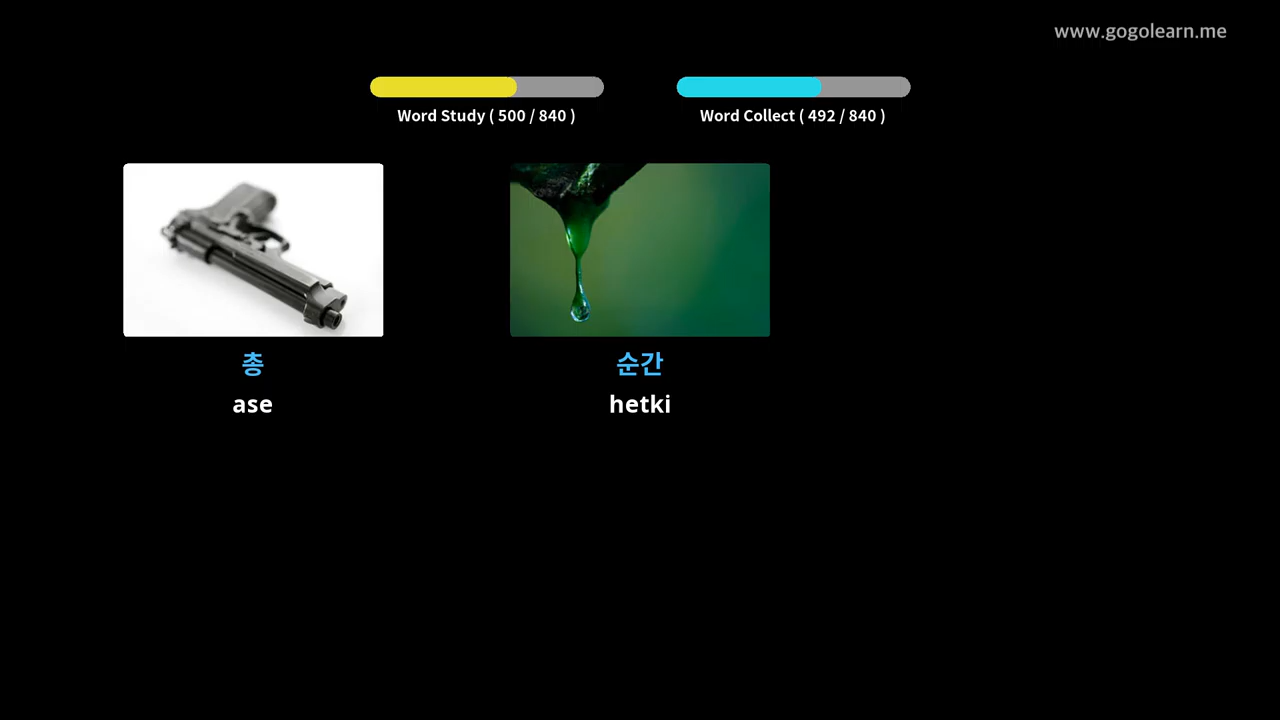 www.gogolearn.me
Word Study ( 500 / 840 )
Word Collect ( 492 / 840 )
총
ase
순간
hetki